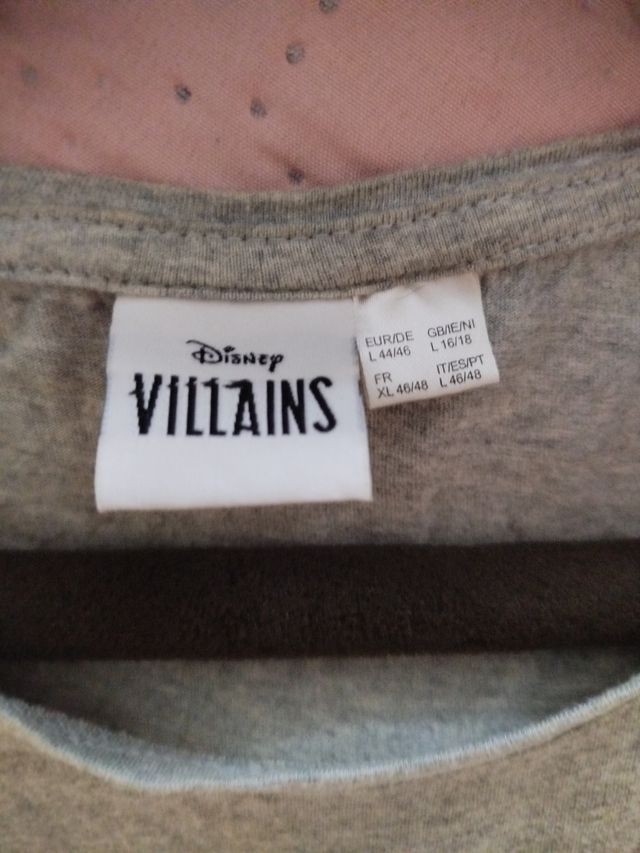 Disney
VILLAINS
EUR/DE GB/IE/NI
L 44/46 L 16/18
FR IT/ES/PT
XL 46/48 L 46/48